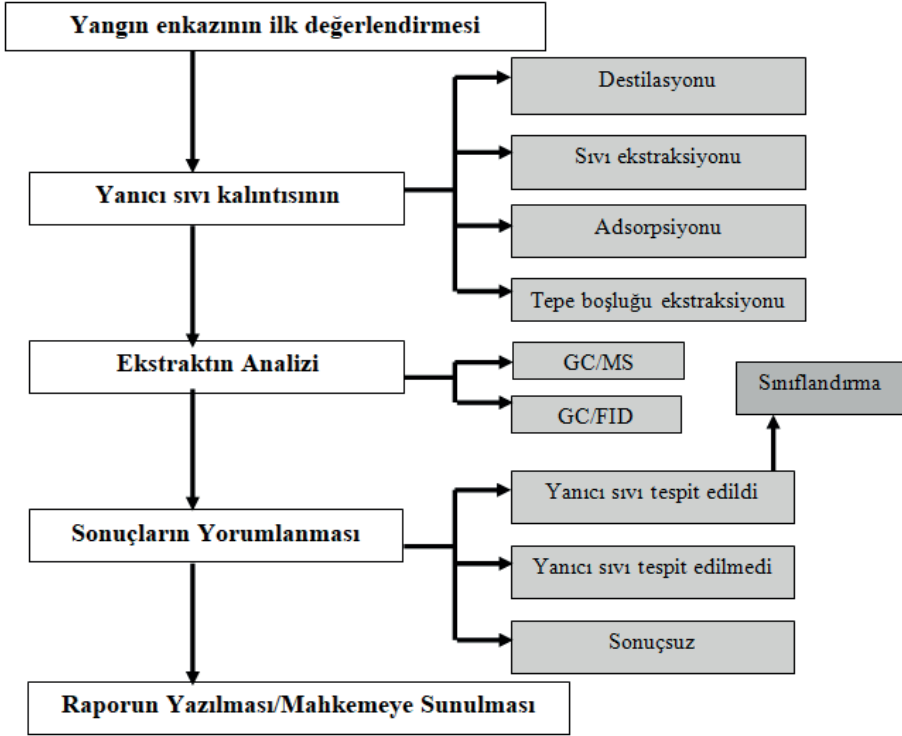 Yangın enkazının ilk değerlendirmesi
Destilasyonu
Sıvı ekstraksiyonu
Yanıcı sıvı kalıntısının
Adsorpsiyonu
Tepe boşluğu ekstraksiyonu
Ekstraktın Analizi
GC/MS
GC/FID
Sınıflandırma
Yanıcı sıvı tespit edildi
Sonuçların Yorumlanması
Yanıcı sıvı tespit edilmedi
Sonuçsuz
Raporun Yazılması/Mahkemeye Sunulması